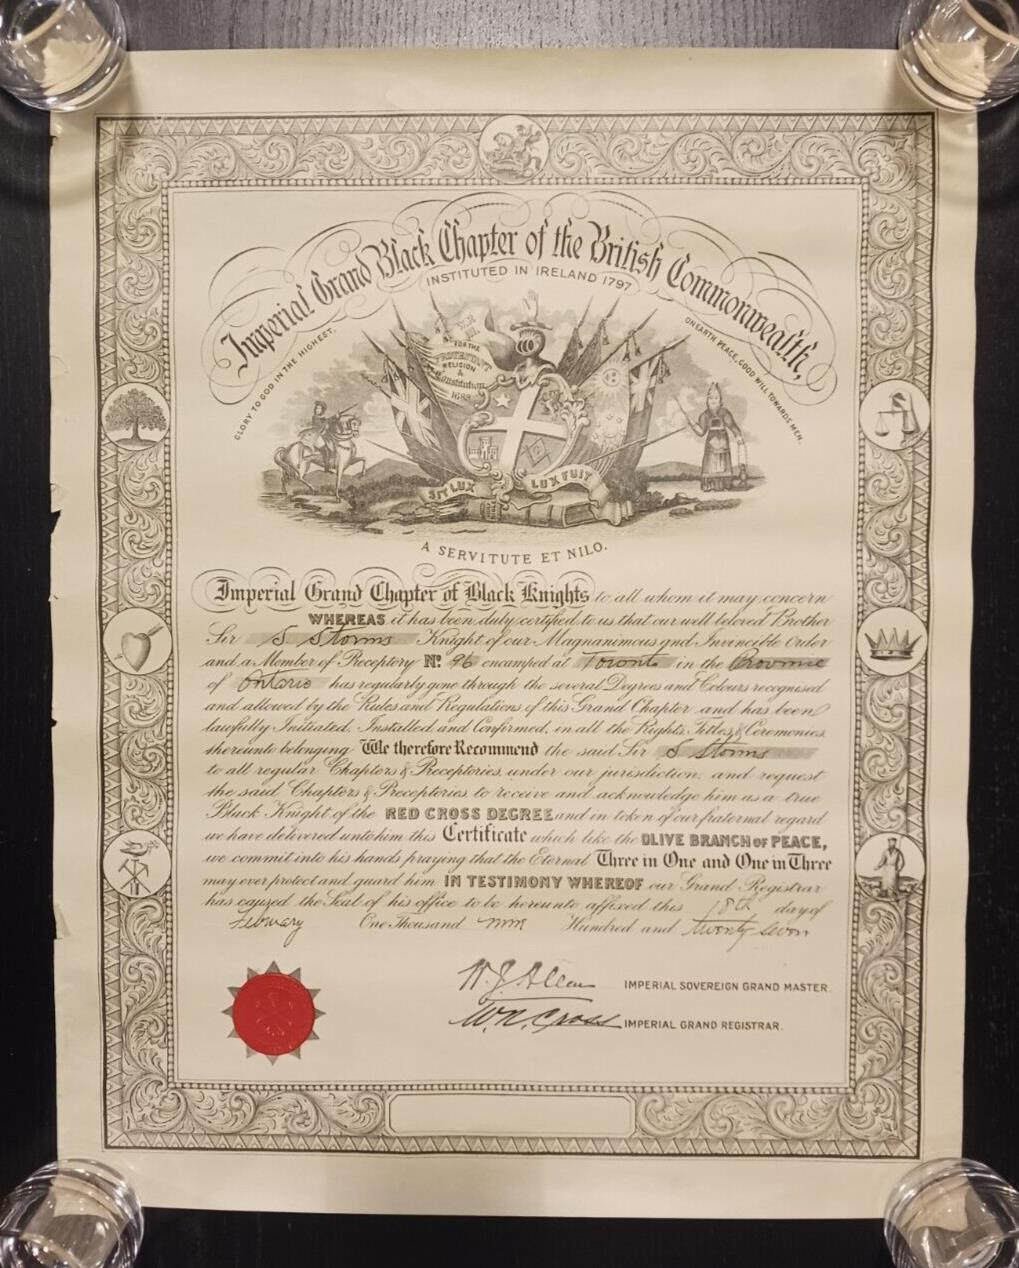 Imperial Grand Black Chapter of the British Commonwealth,
INSTITUTED IN IRELAND 1797
GLORY TO GOD IN THE HIGHEST.
ON EARTH PEACE, GOOD WILL TOWARDS MEN.
FOR THE
PROTESTANT
RELIGION
&
Constitution
1688
SIT LUX LUX FUIT
A SERVITUTE ET NILO.
Imperial Grand Chapter of Black Knights to all whom it may concern
WHEREAS it has been duly certified to us that our well beloved Brother
Sir S Storms Knight of our Magnanimous and Invincible Order
and a Member of Preceptory No. 96 encamped at Toronto in the Province
of Ontario has regularly gone through the several Degrees and Colours recognised
and allowed by the Rules and Regulations of this Grand Chapter and has been
lawfully Initiated, Installed and Confirmed, in all the Rights, Titles, & Ceremonies
thereunto belonging We therefore Recommend the said Sir S Storms
to all regular Chapters & Preceptories, under our jurisdiction, and request
the said Chapters & Preceptories, to receive and acknowledge him as a true
Black Knight of the RED CROSS DEGREE and in token of our fraternal regard
we have delivered unto him this Certificate which like the OLIVE BRANCH OF PEACE,
we commit into his hands praying that the Eternal Three in One and One in Three
may ever protect and guard him IN TESTIMONY WHEREOF our Grand Registrar
has caused the Seal of his office to be hereunto affixed this 18th day of
One Thousand nine Hundred and twenty seven
IMPERIAL SOVEREIGN GRAND MASTER.
W. N. Cross IMPERIAL GRAND REGISTRAR.